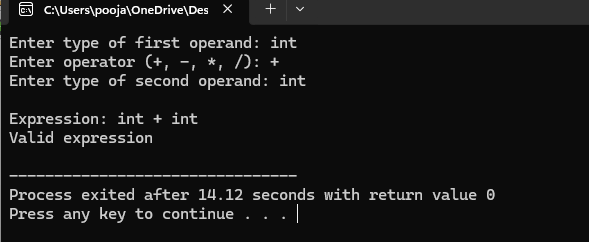 C:\Users\pooja\OneDrive\Des
Enter type of first operand: int
Enter operator (+, -, *, /): +
Enter type of second operand: int
Expression: int + int
Valid expression
--------------------------------
Process exited after 14.12 seconds with return value 0
Press any key to continue . . .